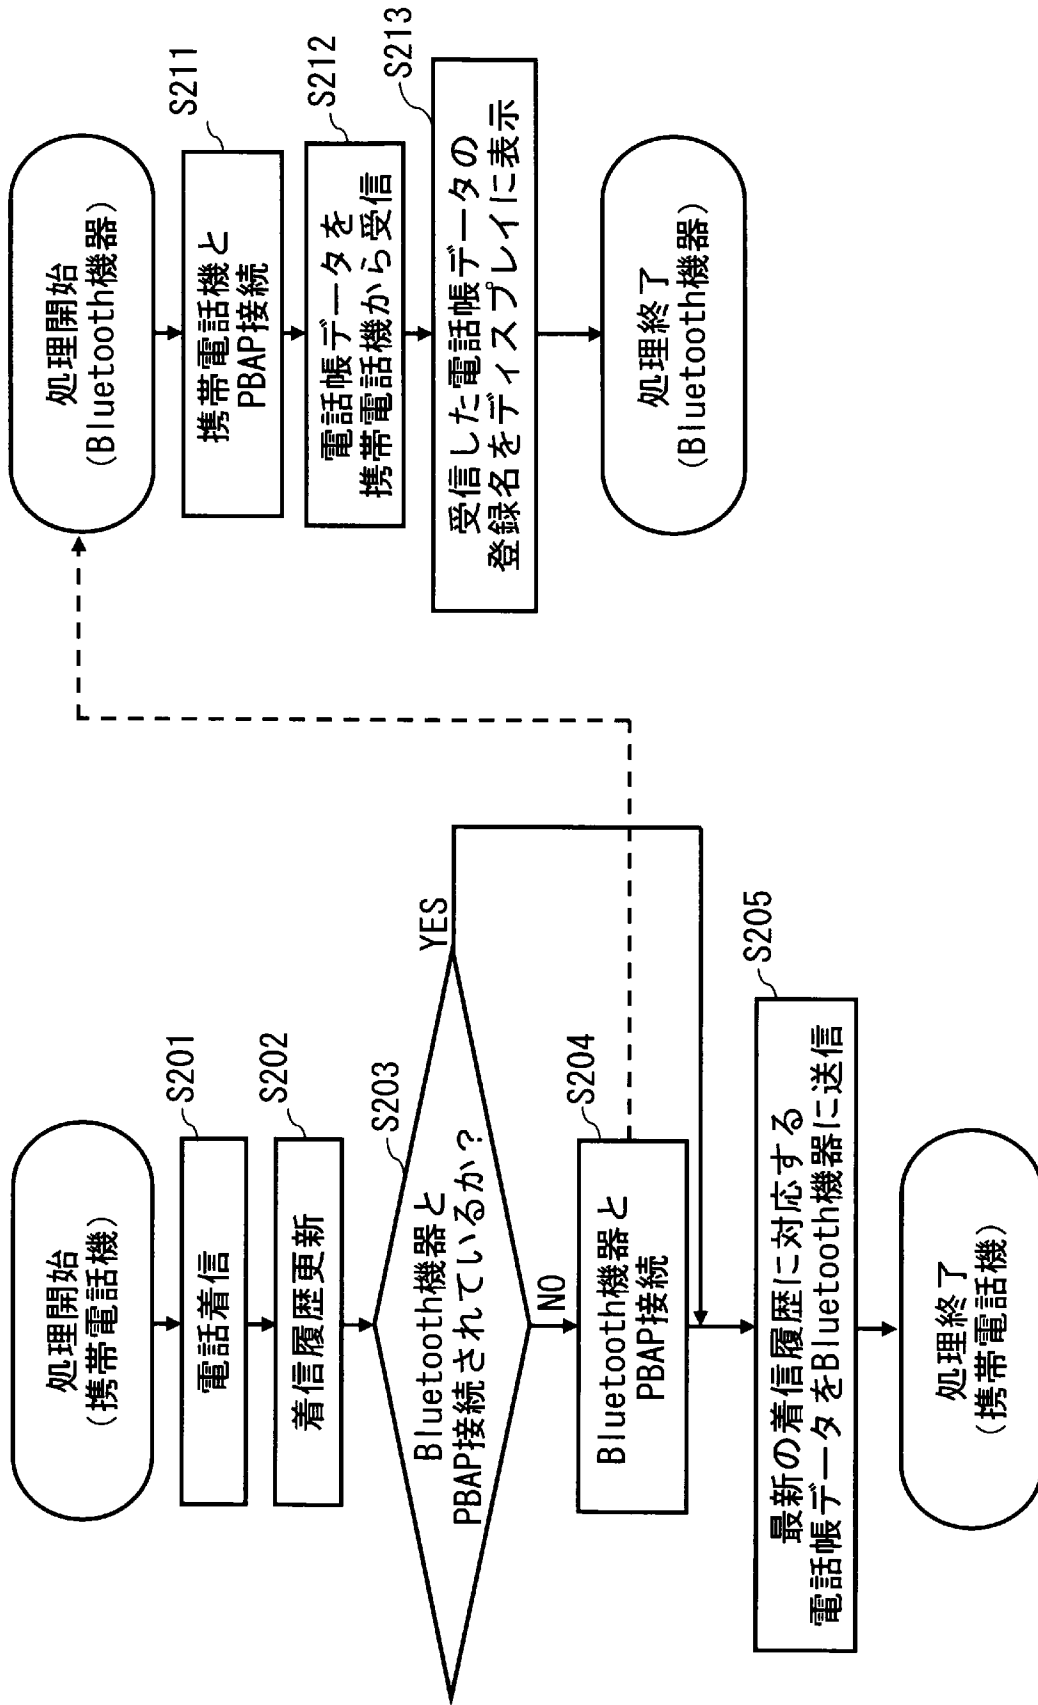 処理開始
(携帯電話機)
電話着信
S201
着信履歴更新
S202
Bluetooth機器と
PBAP接続されているか？
S203
YES
NO
Bluetooth機器と
PBAP接続
S204
最新の着信履歴に対応する
電話帳データをBluetooth機器に送信
S205
処理終了
(携帯電話機)
処理開始
(Bluetooth機器)
携帯電話機と
PBAP接続
S211
電話帳データを
携帯電話機から受信
S212
受信した電話帳データの
登録名をディスプレイに表示
S213
処理終了
(Bluetooth機器)